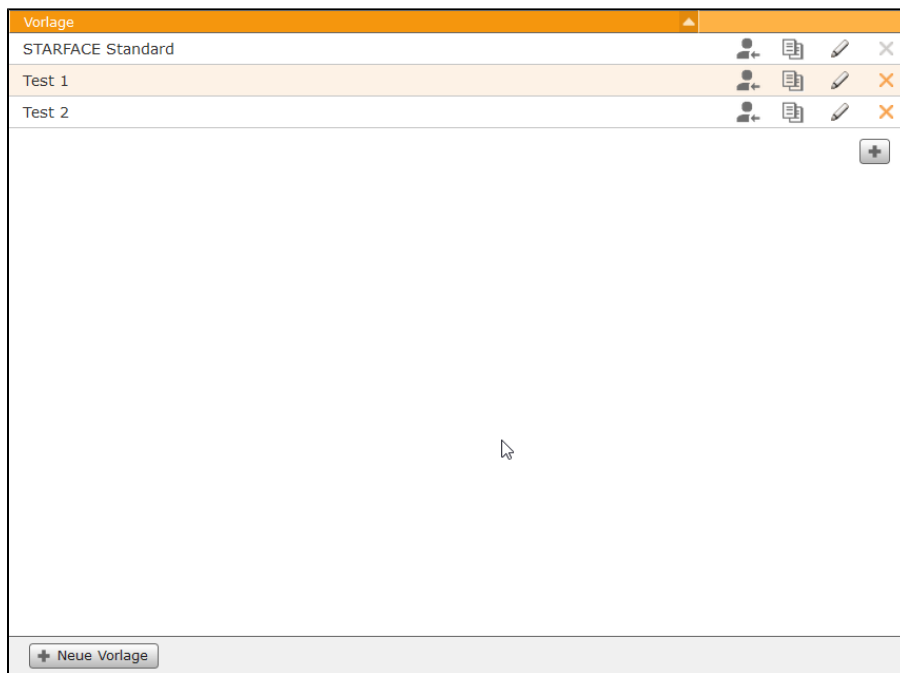 Vorlage
STARFACE Standard
Test 1
Test 2
Neue Vorlage